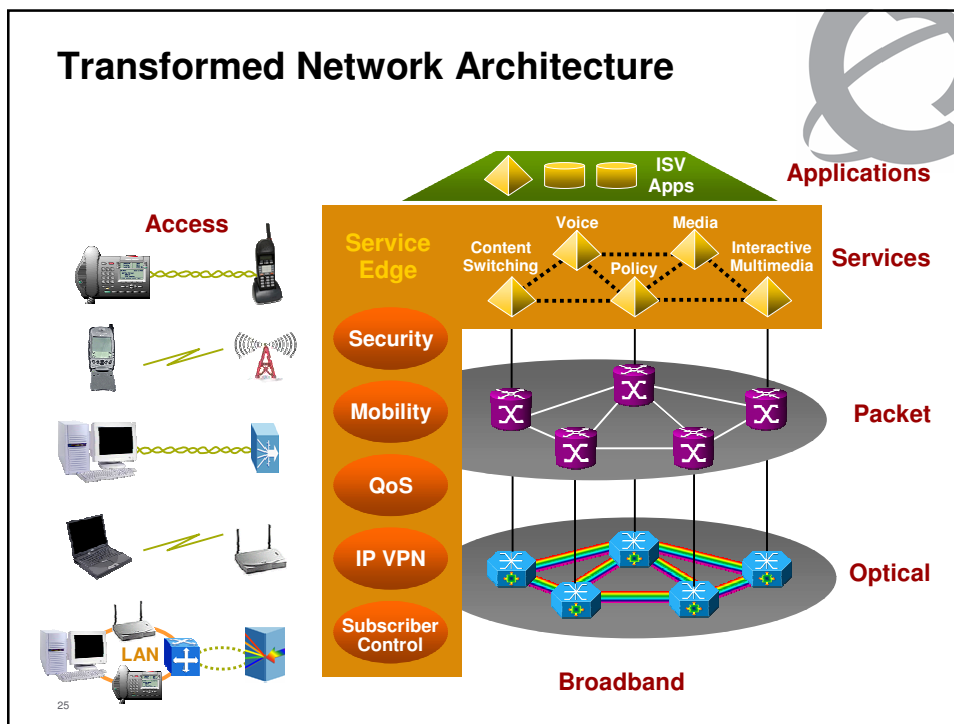 Transformed Network Architecture
ISV
Apps
Applications
Access
Service
Edge
Voice
Media
Content
Switching
Policy
Interactive
Multimedia
Services
Security
Mobility
Packet
QoS
IP VPN
Optical
Subscriber
Control
LAN
Broadband
25